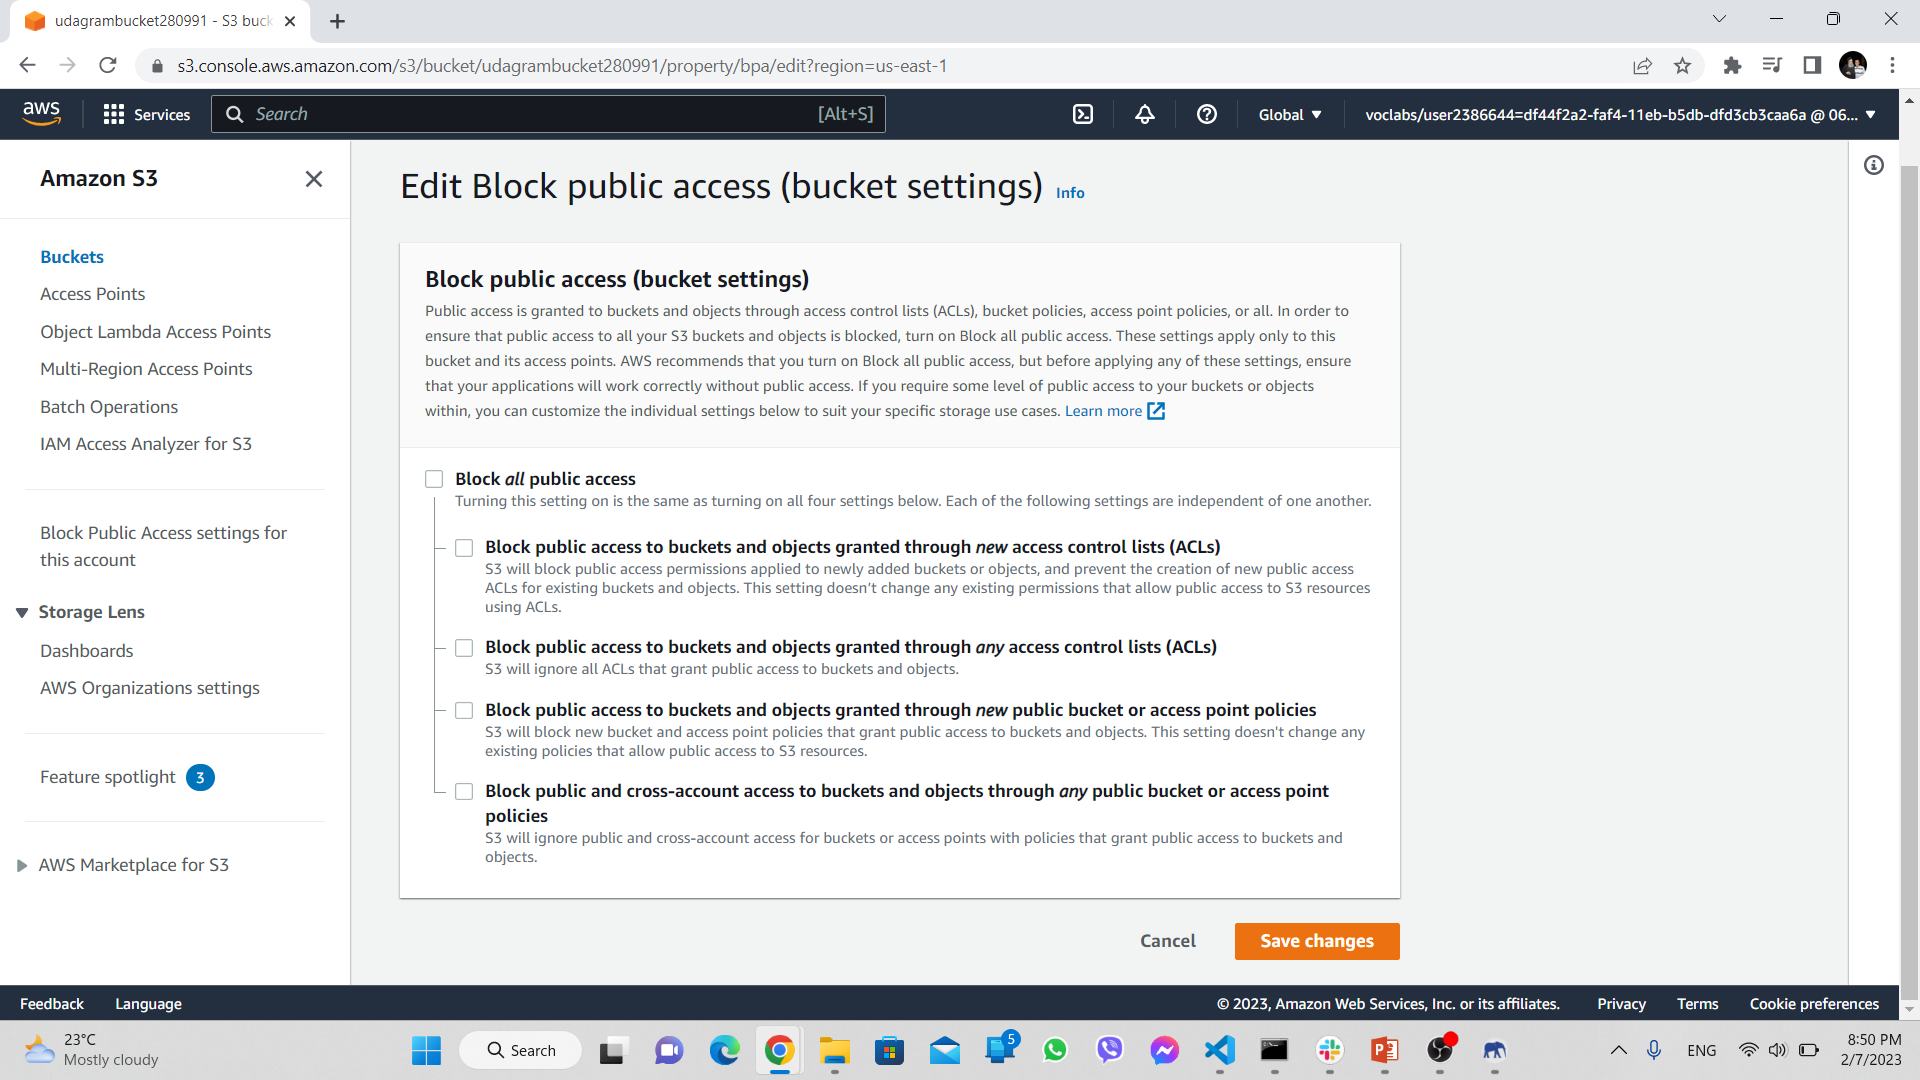 udagrambucket280991 - S3 buck
s3.console.aws.amazon.com/s3/bucket/udagrambucket280991/property/bpa/edit?region=us-east-1
aws
Services
Search
[Alt+S]
Global
voclabs/user2386644=df44f2a2-faf4-11eb-b5db-dfd3cb3caa6a @ 06...
Amazon S3
Buckets
Access Points
Object Lambda Access Points
Multi-Region Access Points
Batch Operations
IAM Access Analyzer for S3
Block Public Access settings for
this account
Storage Lens
Dashboards
AWS Organizations settings
Feature spotlight 3
AWS Marketplace for S3
Edit Block public access (bucket settings) Info
Block public access (bucket settings)
Public access is granted to buckets and objects through access control lists (ACLs), bucket policies, access point policies, or all. In order to
ensure that public access to all your S3 buckets and objects is blocked, turn on Block all public access. These settings apply only to this
bucket and its access points. AWS recommends that you turn on Block all public access, but before applying any of these settings, ensure
that your applications will work correctly without public access. If you require some level of public access to your buckets or objects
within, you can customize the individual settings below to suit your specific storage use cases. Learn more
Block all public access
Turning this setting on is the same as turning on all four settings below. Each of the following settings are independent of one another.
Block public access to buckets and objects granted through new access control lists (ACLs)
S3 will block public access permissions applied to newly added buckets or objects, and prevent the creation of new public access
ACLs for existing buckets and objects. This setting doesn't change any existing permissions that allow public access to S3 resources
using ACLs.
Block public access to buckets and objects granted through any access control lists (ACLs)
S3 will ignore all ACLs that grant public access to buckets and objects.
Block public access to buckets and objects granted through new public bucket or access point policies
S3 will block new bucket and access point policies that grant public access to buckets and objects. This setting doesn't change any
existing policies that allow public access to S3 resources.
Block public and cross-account access to buckets and objects through any public bucket or access point
policies
S3 will ignore public and cross-account access for buckets or access points with policies that grant public access to buckets and
objects.
Cancel
Save changes
Feedback
Language
© 2023, Amazon Web Services, Inc. or its affiliates.
Privacy
Terms
Cookie preferences
23°C
Mostly cloudy
Search
5
ENG
8:50 PM
2/7/2023